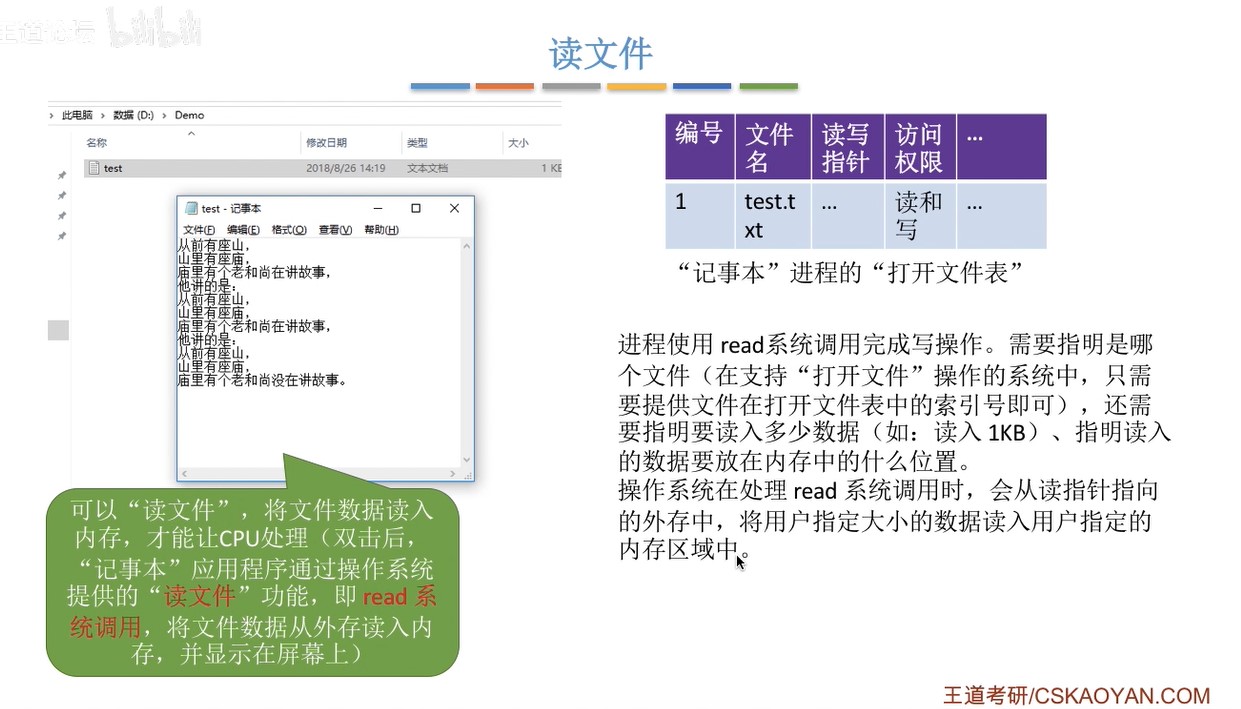 王道论坛 bilibili
读文件
此电脑 > 数据 (D:) > Demo
名称 修改日期 类型 大小
test 2018/8/26 14:19 文本文档 1 KB
test - 记事本
文件(F) 编辑(E) 格式(O) 查看(V) 帮助(H)
从前有座山，
山里有座庙，
庙里有个老和尚在讲故事，
他讲的是：
从前有座山，
山里有座庙，
庙里有个老和尚在讲故事，
他讲的是：
从前有座山，
山里有座庙，
庙里有个老和尚没在讲故事。
可以“读文件”，将文件数据读入
内存，才能让CPU处理（双击后，
“记事本”应用程序通过操作系统
提供的“读文件”功能，即 read 系
统调用，将文件数据从外存读入内
存，并显示在屏幕上）
编号 文件名 读写指针 访问权限 ...
1 test.txt ... 读和写 ...
“记事本”进程的“打开文件表”
进程使用 read系统调用完成写操作。需要指明是哪
个文件（在支持“打开文件”操作的系统中，只需
要提供文件在打开文件表中的索引号即可），还需
要指明要读入多少数据（如：读入 1KB）、指明读入
的数据要放在内存中的什么位置。
操作系统在处理 read 系统调用时，会从读指针指向
的外存中，将用户指定大小的数据读入用户指定的
内存区域中。
王道考研/CSKAOYAN.COM